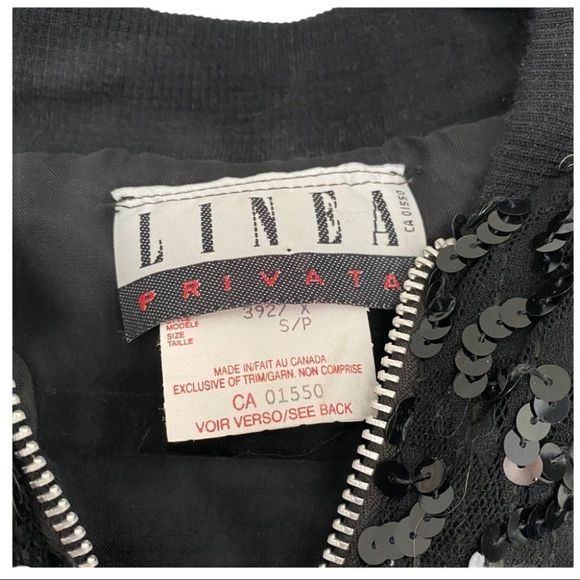 LINEA
CA 01550
PRIVATA
MODÈLE
3927 X
SIZE
S/P
TAILLE
MADE IN/FAIT AU CANADA
EXCLUSIVE OF TRIM/GARN. NON COMPRISE
CA 01550
VOIR VERSO/SEE BACK